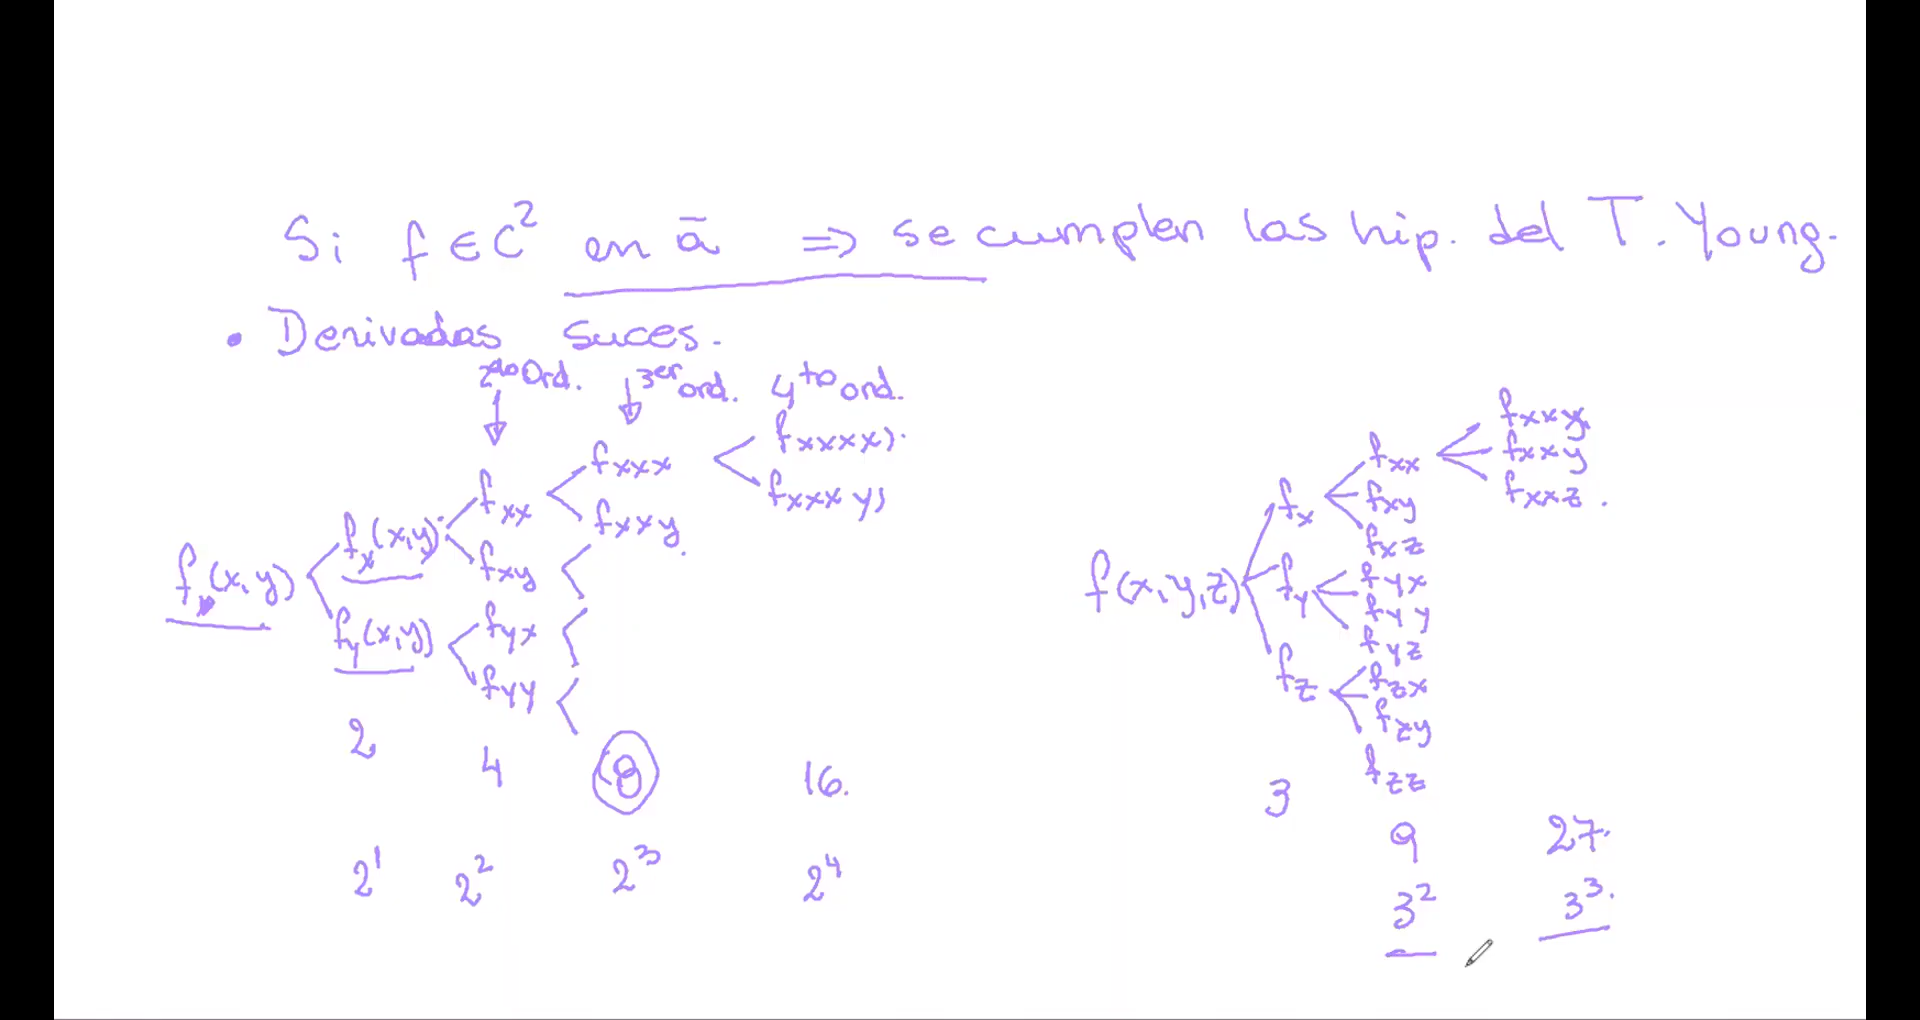 Si f ∈ C² en ā ⇒ se cumplen las hip. del T. Young.
• Derivadas suces.
2do Ord. 3er ord. 4to ord.
f(x,y)
fx(x,y)
fy(x,y)
fxx
fxy
fyx
fyy
fxxx
fxxy
fxxxx
fxxxy
2 4 8 16.
2¹ 2² 2³ 2⁴
f(x,y,z)
fx
fy
fz
fxx
fxy
fxz
fyx
fyy
fyz
fzx
fzy
fzz
fxxy
fxxz.
3 9 27.
3² 3³.